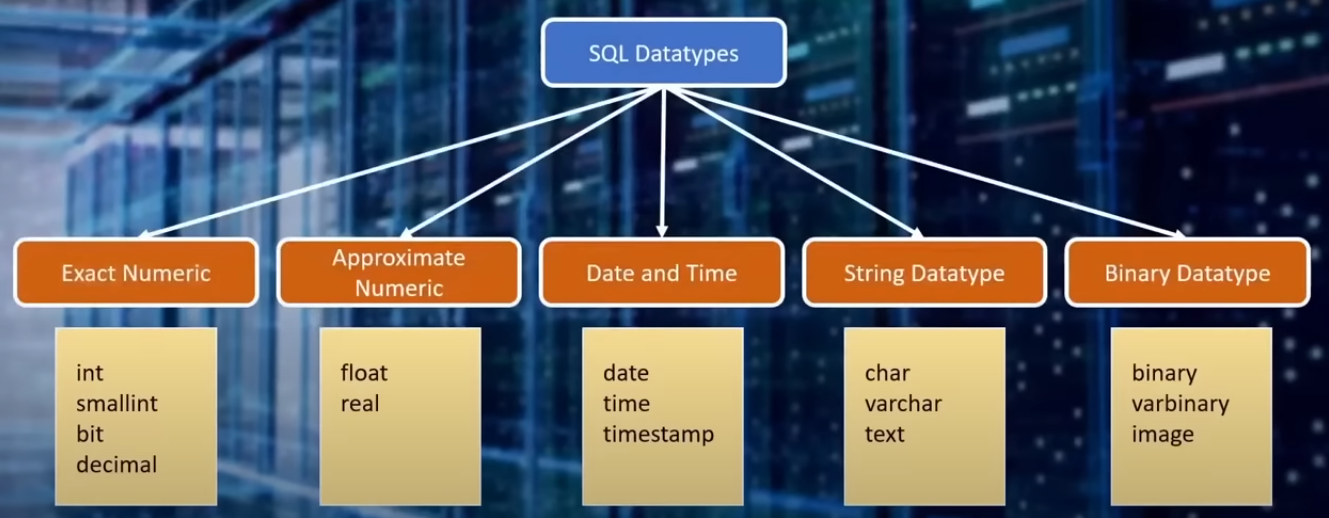 SQL Datatypes
Exact Numeric
Approximate
Numeric
Date and Time
String Datatype
Binary Datatype
int
smallint
bit
decimal
float
real
date
time
timestamp
char
varchar
text
binary
varbinary
image